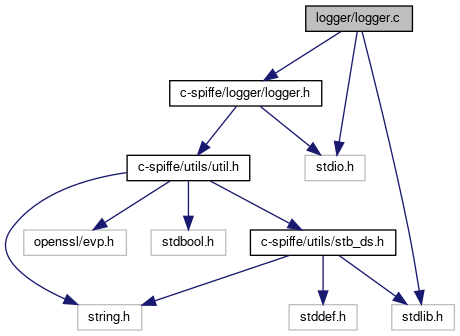 logger/logger.c
c-spiffe/logger/logger.h
c-spiffe/utils/util.h
stdio.h
openssl/evp.h
stdbool.h
c-spiffe/utils/stb_ds.h
string.h
stddef.h
stdlib.h